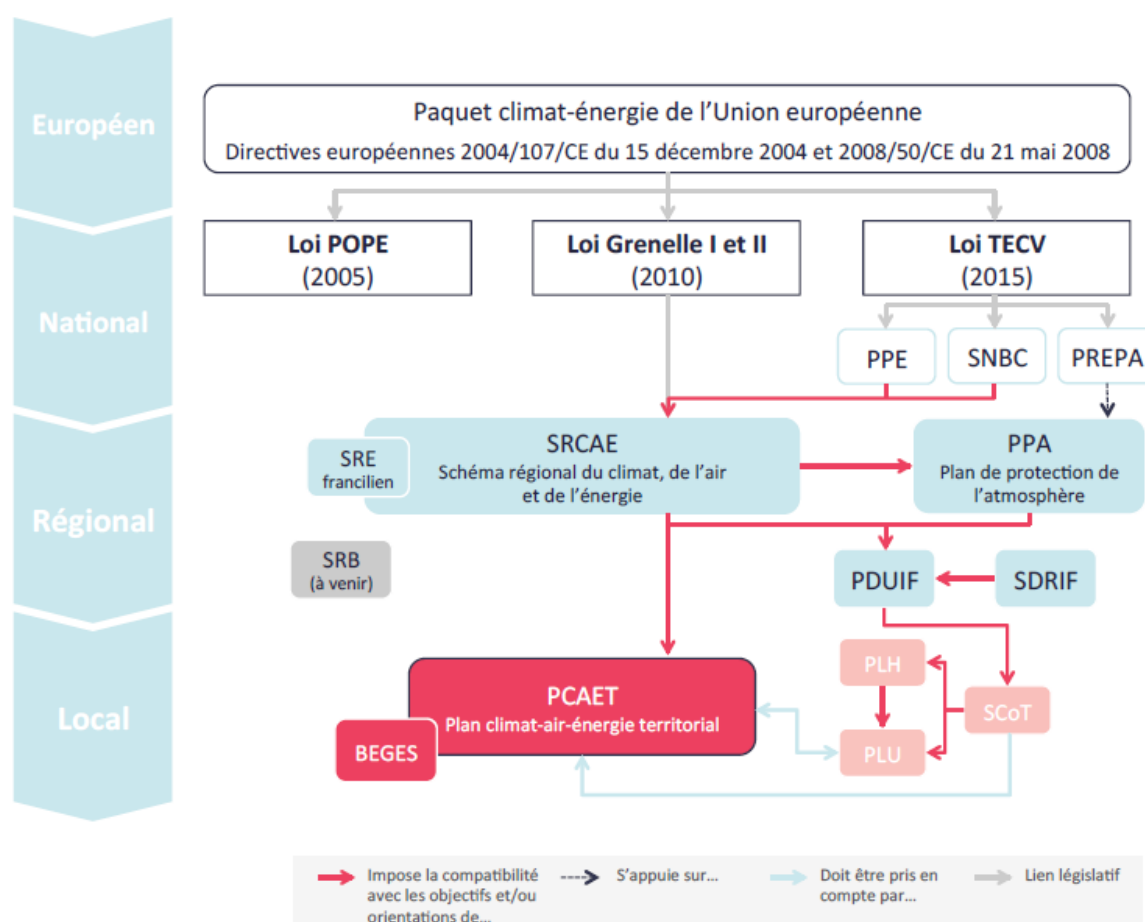 Européen
Paquet climat-énergie de l'Union européenne
Directives européennes 2004/107/CE du 15 décembre 2004 et 2008/50/CE du 21 mai 2008
National
Loi POPE
(2005)
Loi Grenelle I et II
(2010)
Loi TECV
(2015)
PPE
SNBC
PREPA
Régional
SRE
francilien
SRCAE
Schéma régional du climat, de l'air
et de l'énergie
PPA
Plan de protection de
l'atmosphère
SRB
(à venir)
PDUIF
SDRIF
Local
PCAET
Plan climat-air-énergie territorial
BEGES
PLH
SCoT
PLU
Impose la compatibilité
avec les objectifs et/ou
orientations de...
S'appuie sur...
Doit être pris en
compte par...
Lien législatif